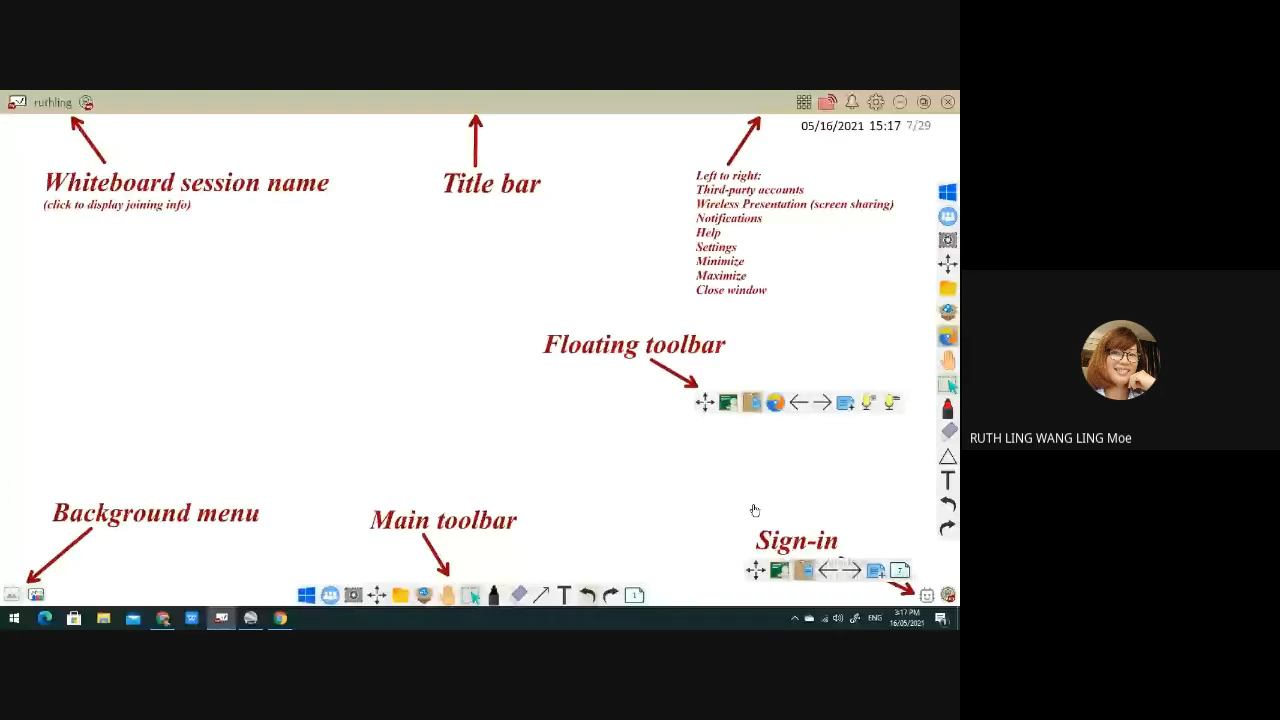 ruthling
05/16/2021 15:17 7/29
Whiteboard session name
(click to display joining info)
Title bar
Left to right:
Third-party accounts
Wireless Presentation (screen sharing)
Notifications
Help
Settings
Minimize
Maximize
Close window
Floating toolbar
RUTH LING WANG LING Moe
Background menu
Main toolbar
Sign-in
7
1
ENG
3:17 PM
16/05/2021